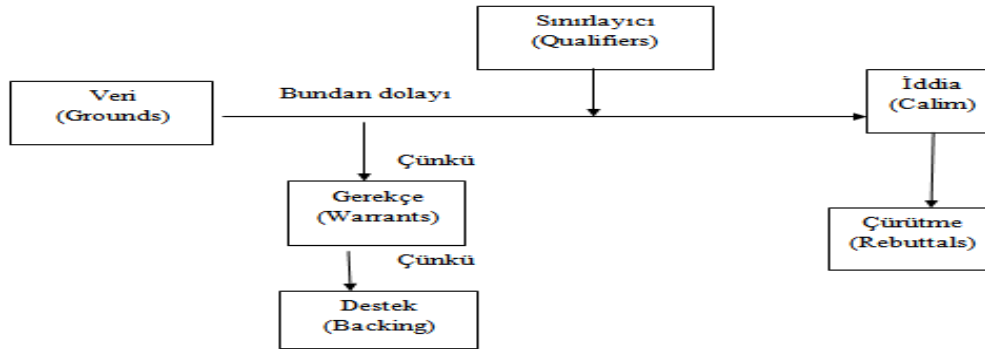 Sınırlayıcı
(Qualifiers)
Veri
(Grounds)
Bundan dolayı
İddia
(Calim)
Çünkü
Gerekçe
(Warrants)
Çürütme
(Rebuttals)
Çünkü
Destek
(Backing)